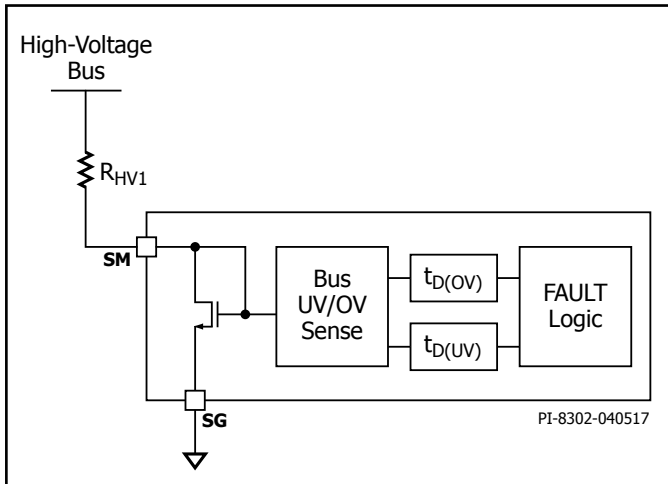 High-Voltage
Bus
RHV1
SM
Bus
UV/OV
Sense
tD(OV)
tD(UV)
FAULT
Logic
SG
PI-8302-040517